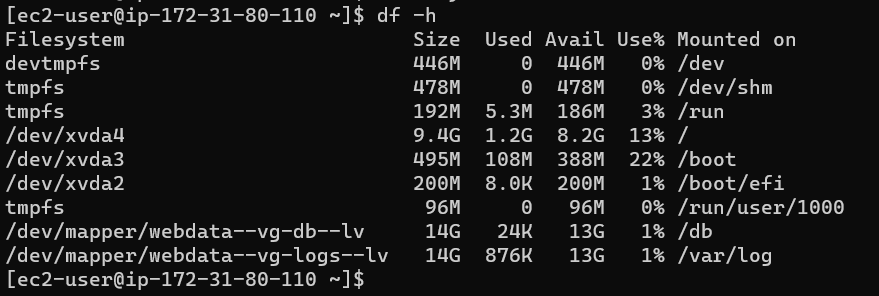 [ec2-user@ip-172-31-80-110 ~]$ df -h
Filesystem                         Size  Used Avail Use% Mounted on
devtmpfs                           446M     0  446M   0% /dev
tmpfs                              478M     0  478M   0% /dev/shm
tmpfs                              192M  5.3M  186M   3% /run
/dev/xvda4                         9.4G  1.2G  8.2G  13% /
/dev/xvda3                         495M  108M  388M  22% /boot
/dev/xvda2                         200M  8.0K  200M   1% /boot/efi
tmpfs                               96M     0   96M   0% /run/user/1000
/dev/mapper/webdata--vg-db--lv      14G   24K   13G   1% /db
/dev/mapper/webdata--vg-logs--lv    14G  876K   13G   1% /var/log
[ec2-user@ip-172-31-80-110 ~]$